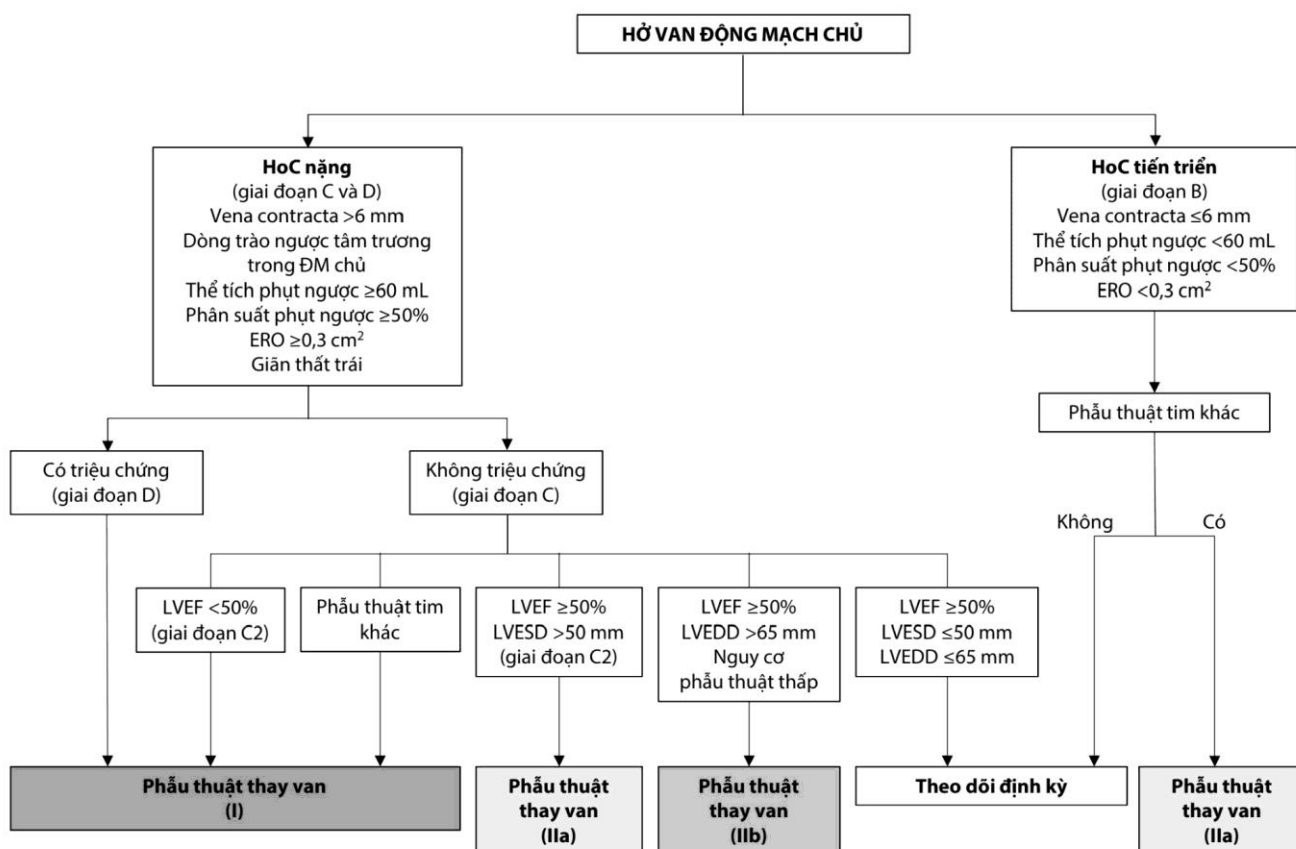 HỞ VAN ĐỘNG MẠCH CHỦ
HoC nặng
(giai đoạn C và D)
Vena contracta >6 mm
Dòng trào ngược tâm trương
trong ĐM chủ
Thể tích phụt ngược ≥60 mL
Phân suất phụt ngược ≥50%
ERO ≥0,3 cm²
Giãn thất trái
HoC tiến triển
(giai đoạn B)
Vena contracta ≤6 mm
Thể tích phụt ngược <60 mL
Phân suất phụt ngược <50%
ERO <0,3 cm²
Phẫu thuật tim khác
Có triệu chứng
(giai đoạn D)
Không triệu chứng
(giai đoạn C)
Không
Có
LVEF <50%
(giai đoạn C2)
Phẫu thuật tim
khác
LVEF ≥50%
LVESD >50 mm
(giai đoạn C2)
LVEF ≥50%
LVEDD >65 mm
Nguy cơ
phẫu thuật thấp
LVEF ≥50%
LVESD ≤50 mm
LVEDD ≤65 mm
Phẫu thuật thay van
(I)
Phẫu thuật
thay van
(IIa)
Phẫu thuật
thay van
(IIb)
Theo dõi định kỳ
Phẫu thuật
thay van
(IIa)